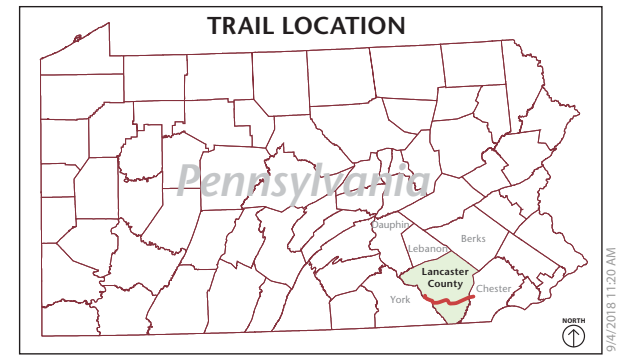 TRAIL LOCATION
Pennsylvania
Dauphin
Lebanon
Berks
Lancaster
County
York
Chester
NORTH
9/4/2018 11:20 AM